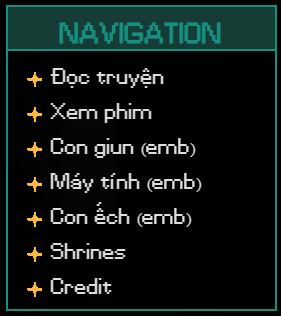 NAVIGATION
Đọc truyện
Xem phim
Con giun (emb)
Máy tính (emb)
Con ếch (emb)
Shrines
Credit